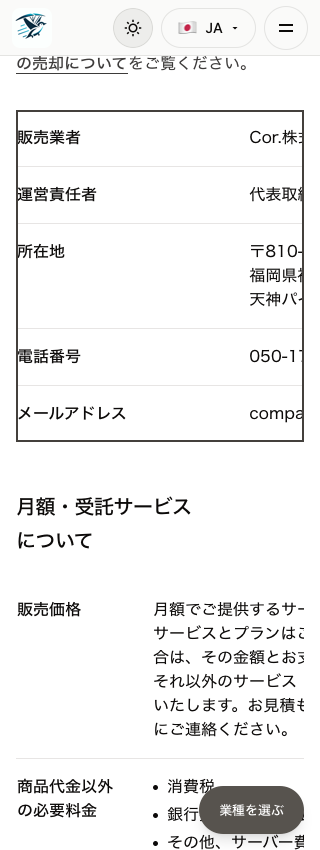 JA
の売却についてをご覧ください。
販売業者
Cor.株
運営責任者
代表取
所在地
〒810-
福岡県
天神パ
電話番号
050-17
メールアドレス
compa
月額・受託サービス
について
販売価格
月額でご提供するサー
サービスとプランはこ
合は、その金額とお支
それ以外のサービス
いたします。お見積も
にご連絡ください。
商品代金以外
の必要料金
• 消費税
• 銀行
業種を選ぶ
• その他、サーバー費